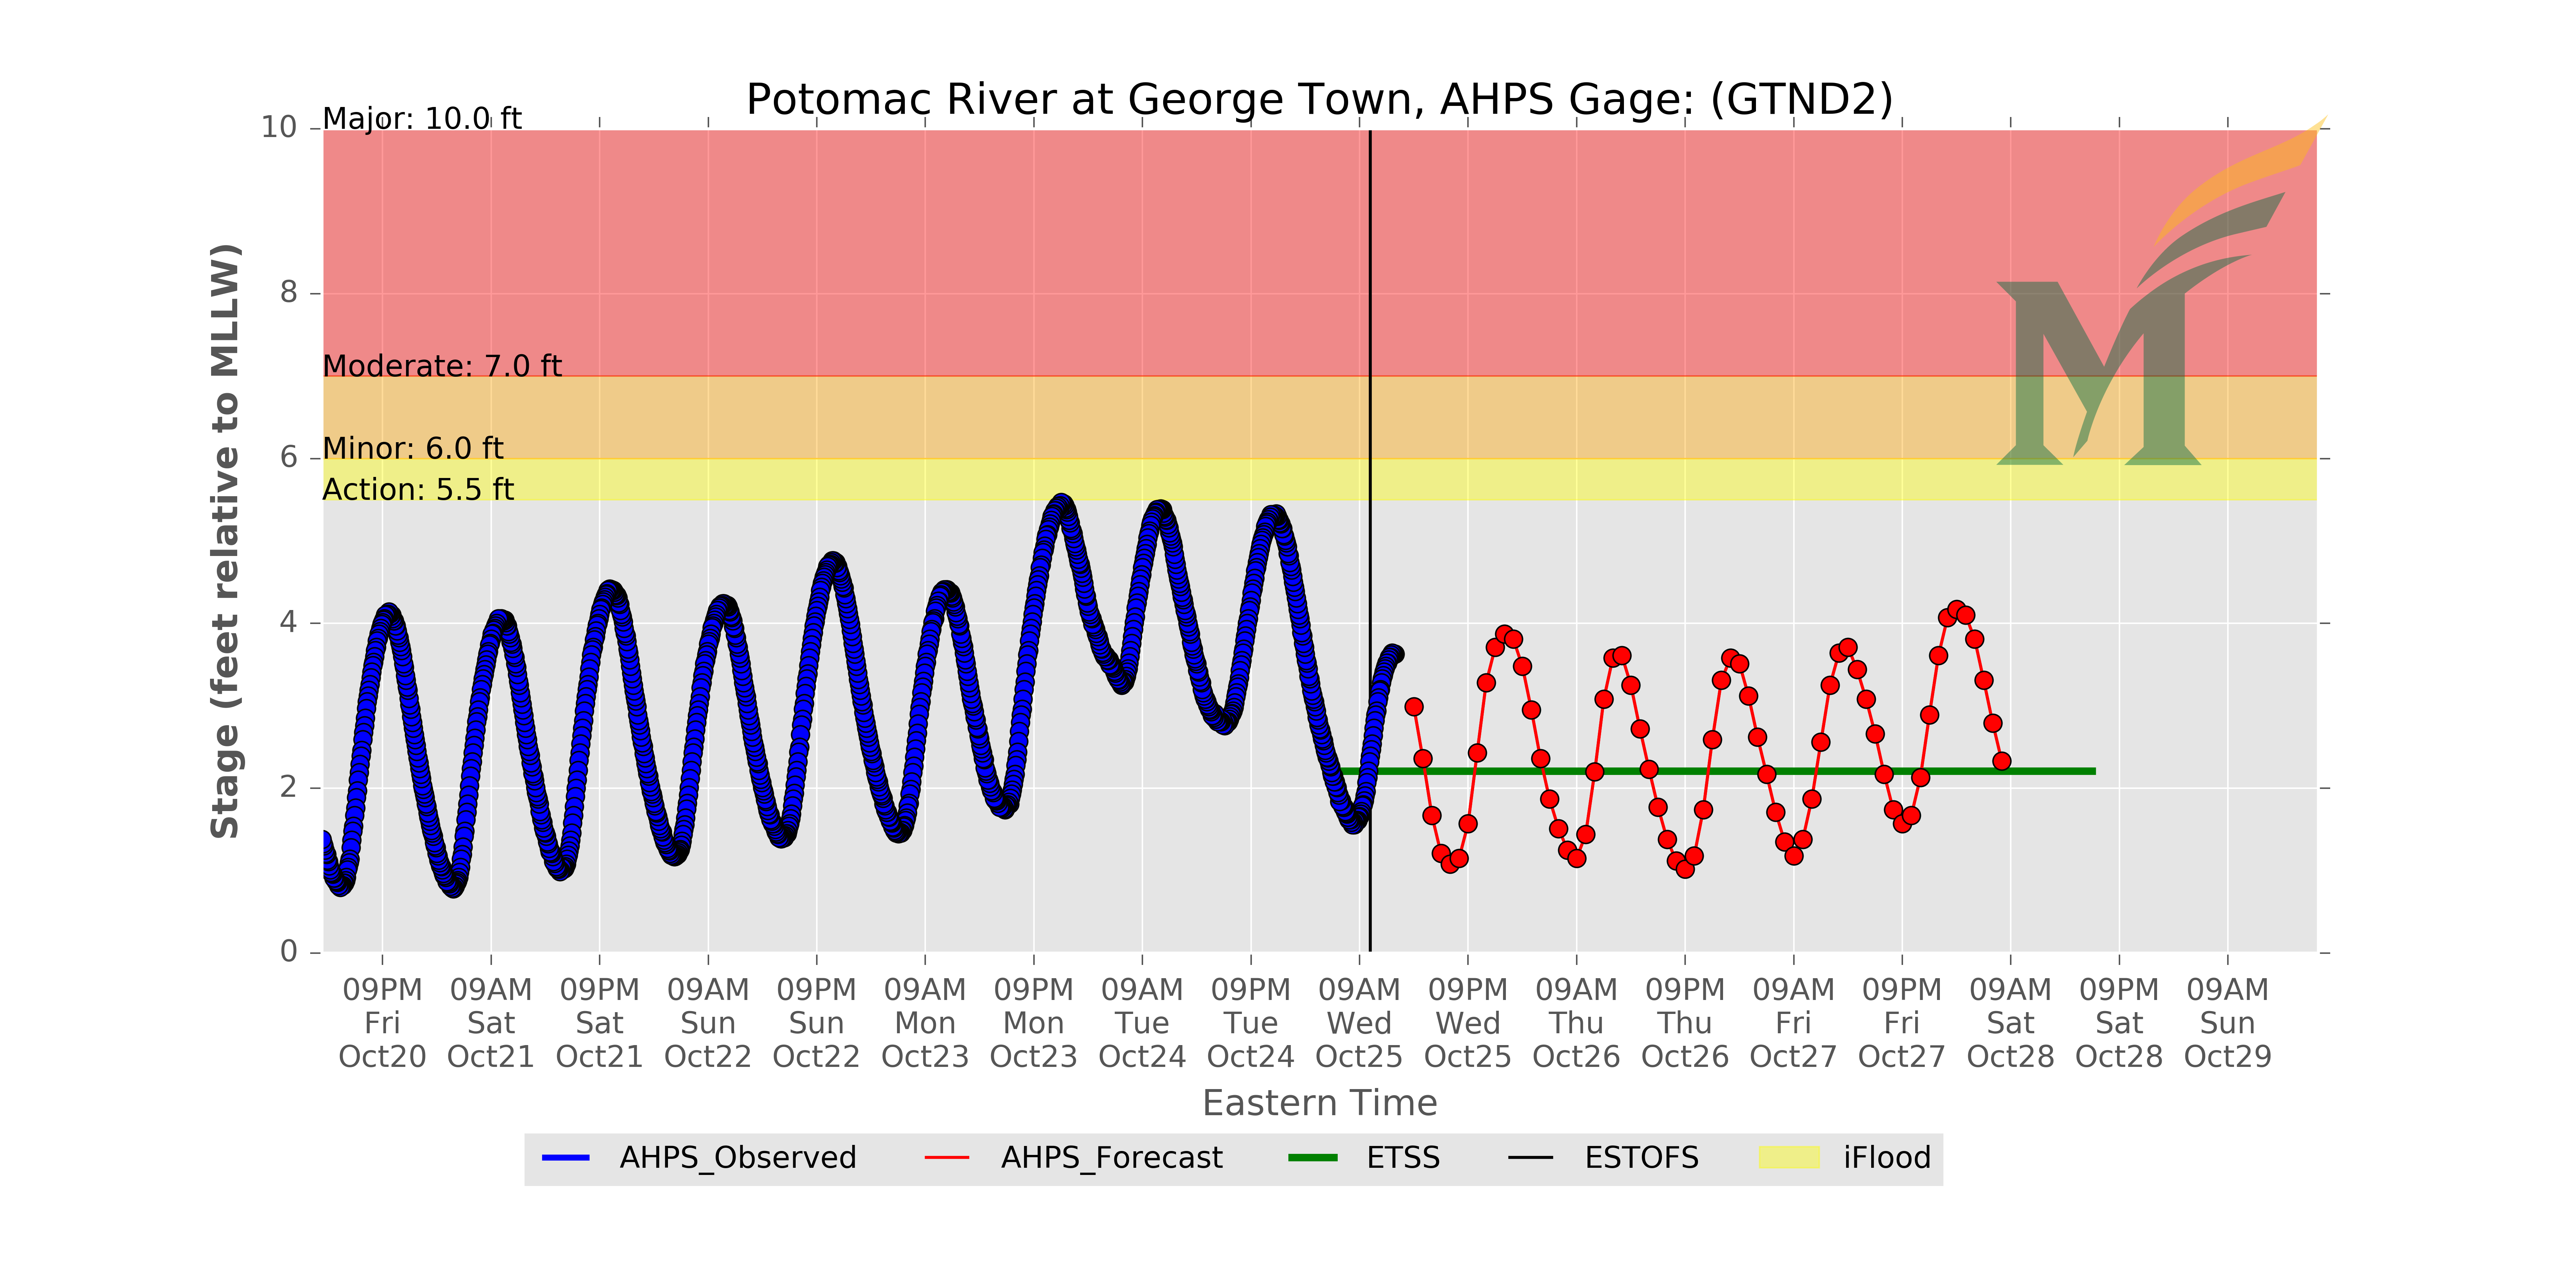 Potomac River at George Town, AHPS Gage: (GTND2)
Major: 10.0 ft
Moderate: 7.0 ft
Minor: 6.0 ft
Action: 5.5 ft
Stage (feet relative to MLLW)
10
8
6
4
2
0
09PM 09AM 09PM 09AM 09PM 09AM 09PM 09AM 09PM 09AM 09PM 09AM 09PM 09AM 09PM 09AM 09PM 09AM
Fri Sat Sat Sun Sun Mon Mon Tue Tue Wed Wed Thu Thu Fri Fri Sat Sat Sun
Oct20 Oct21 Oct21 Oct22 Oct22 Oct23 Oct23 Oct24 Oct24 Oct25 Oct25 Oct26 Oct26 Oct27 Oct27 Oct28 Oct28 Oct29
Eastern Time
AHPS_Observed AHPS_Forecast ETSS ESTOFS iFlood
M